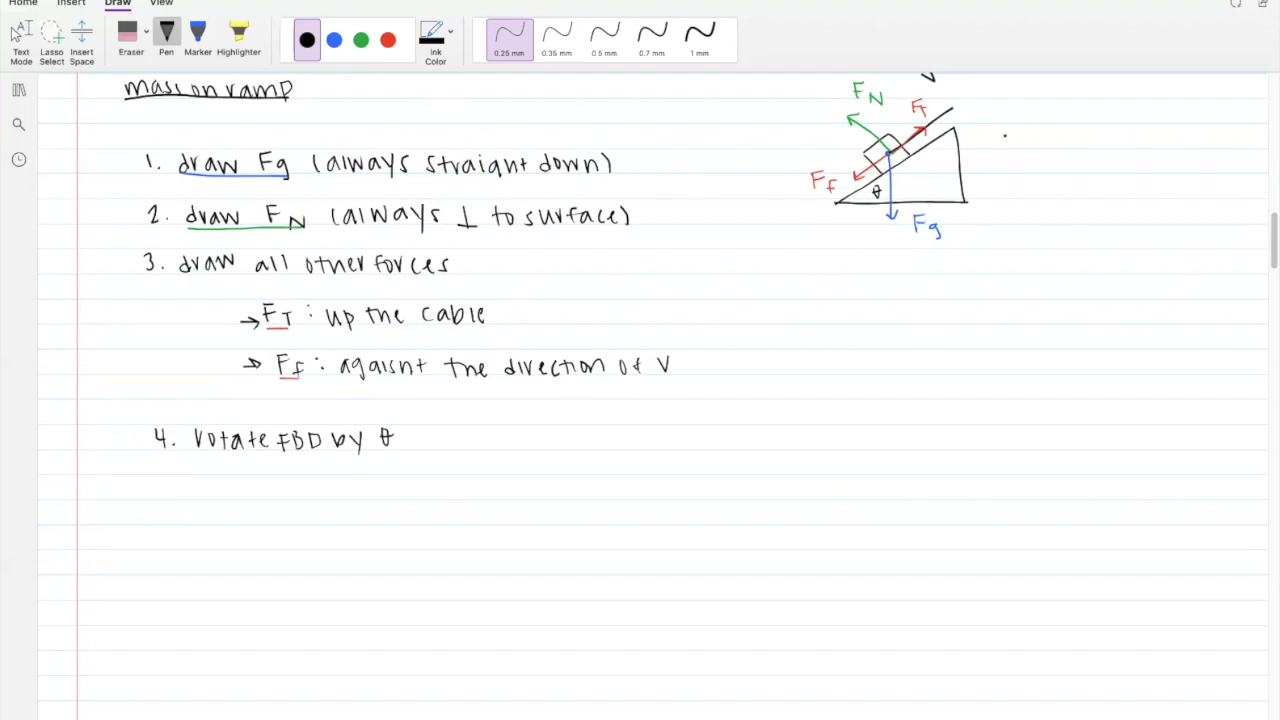 Home Insert Draw View
Text Mode
Lasso Select
Insert Space
Eraser
Pen
Marker
Highlighter
Ink Color
0.25 mm
0.35 mm
0.5 mm
0.7 mm
1 mm
mass on ramp
1. draw Fg (always straignt down)
2. draw FN (always ⊥ to surface)
3. draw all other forces
→ FT : up the cable
→ Ff : agaisnt the direction of V
4. rotate FBD by θ
V
FN
FT
Ff
θ
Fg